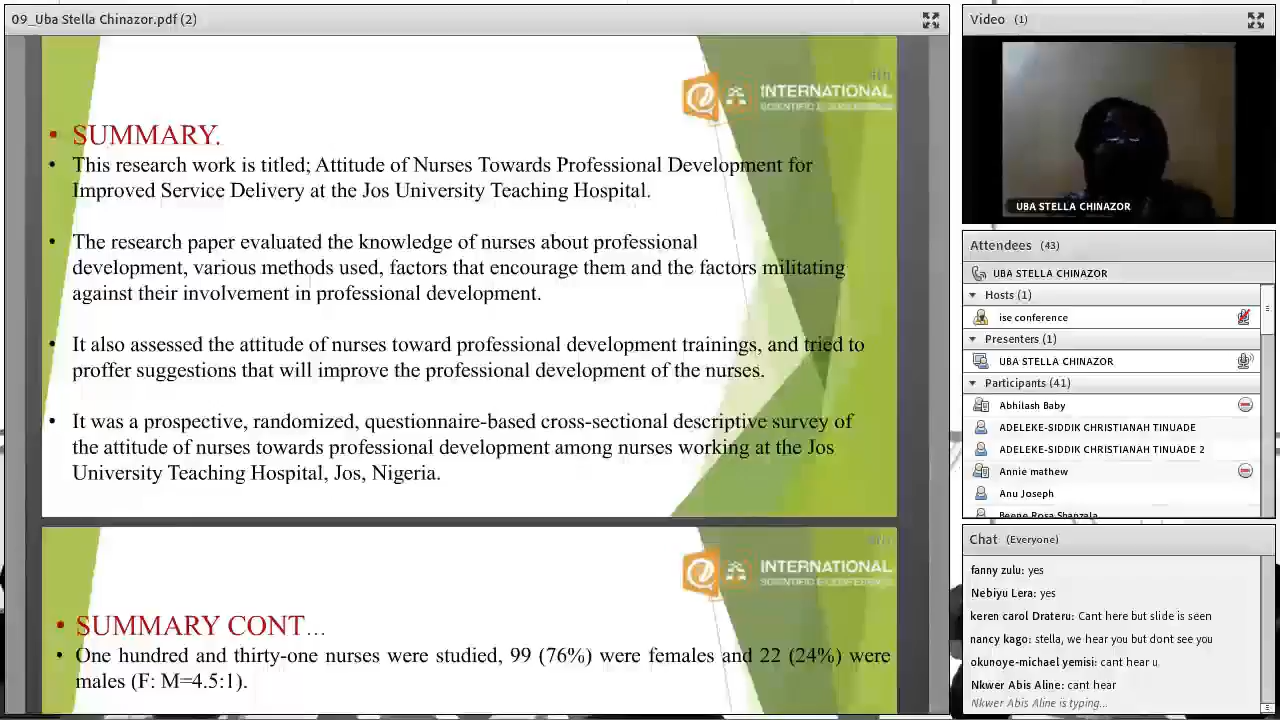 09_Uba Stella Chinazor.pdf (2)
INTERNATIONAL
• SUMMARY.
• This research work is titled; Attitude of Nurses Towards Professional Development for
Improved Service Delivery at the Jos University Teaching Hospital.
• The research paper evaluated the knowledge of nurses about professional
development, various methods used, factors that encourage them and the factors militating
against their involvement in professional development.
• It also assessed the attitude of nurses toward professional development trainings, and tried to
proffer suggestions that will improve the professional development of the nurses.
• It was a prospective, randomized, questionnaire-based cross-sectional descriptive survey of
the attitude of nurses towards professional development among nurses working at the Jos
University Teaching Hospital, Jos, Nigeria.
INTERNATIONAL
• SUMMARY CONT...
• One hundred and thirty-one nurses were studied, 99 (76%) were females and 22 (24%) were
males (F: M=4.5:1).
Video (1)
UBA STELLA CHINAZOR
Attendees (43)
UBA STELLA CHINAZOR
Hosts (1)
ise conference
Presenters (1)
UBA STELLA CHINAZOR
Participants (41)
Abhilash Baby
ADELEKE-SIDDIK CHRISTIANAH TINUADE
ADELEKE-SIDDIK CHRISTIANAH TINUADE 2
Annie mathew
Anu Joseph
Chat (Everyone)
fanny zulu: yes
Nebiyu Lera: yes
keren carol Drateru: Cant here but slide is seen
nancy kago: stella, we hear you but dont see you
okunoye-michael yemisi: cant hear u
Nkwer Abis Aline: cant hear
Nkwer Abis Aline is typing...